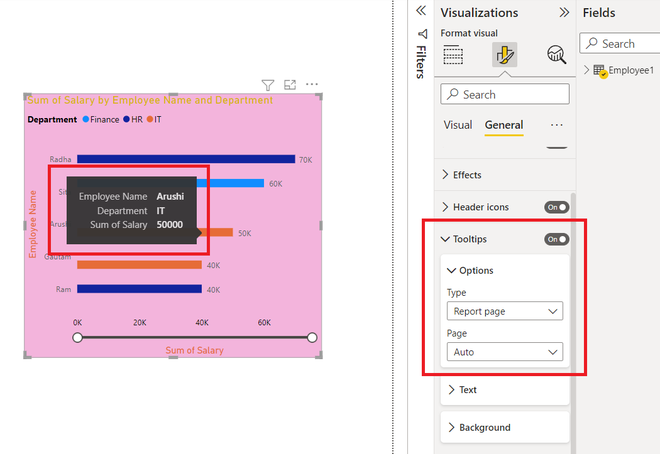 Sum of Salary by Employee Name and Department
Department Finance HR IT
Employee Name
Radha 70K
60K
Employee Name Arushi
Department IT
Sum of Salary 50000
50K
Gautam 40K
Ram 40K
0K 20K 40K 60K
Sum of Salary
Filters
Visualizations
Format visual
Search
Visual General
Effects
Header icons On
Tooltips On
Options
Type
Report page
Page
Auto
Text
Background
Fields
Search
Employee1